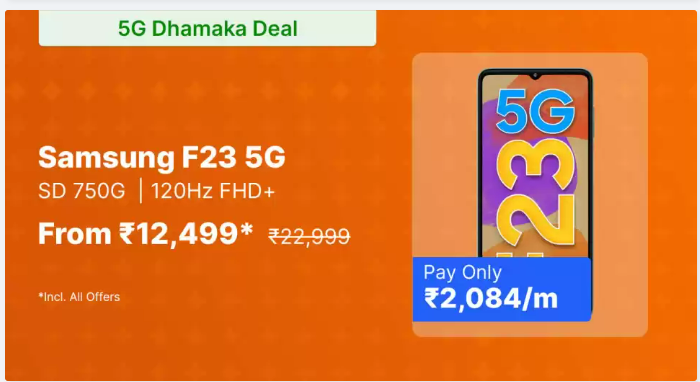 5G Dhamaka Deal
Samsung F23 5G
SD 750G | 120Hz FHD+
From ₹12,499* ₹22,999
*Incl. All Offers
5G
F23
Pay Only
₹2,084/m